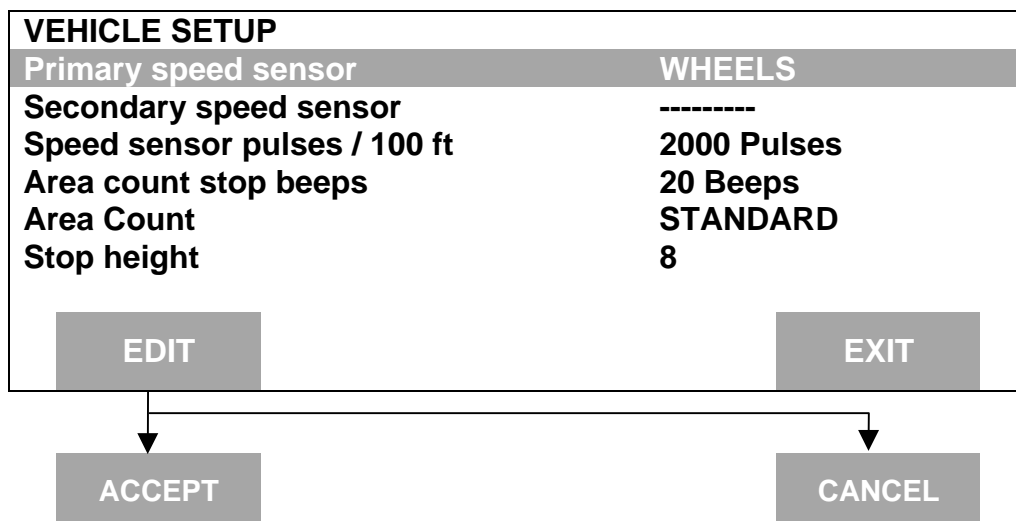 VEHICLE SETUP
Primary speed sensor WHEELS
Secondary speed sensor ---------
Speed sensor pulses / 100 ft 2000 Pulses
Area count stop beeps 20 Beeps
Area Count STANDARD
Stop height 8
EDIT EXIT
ACCEPT CANCEL